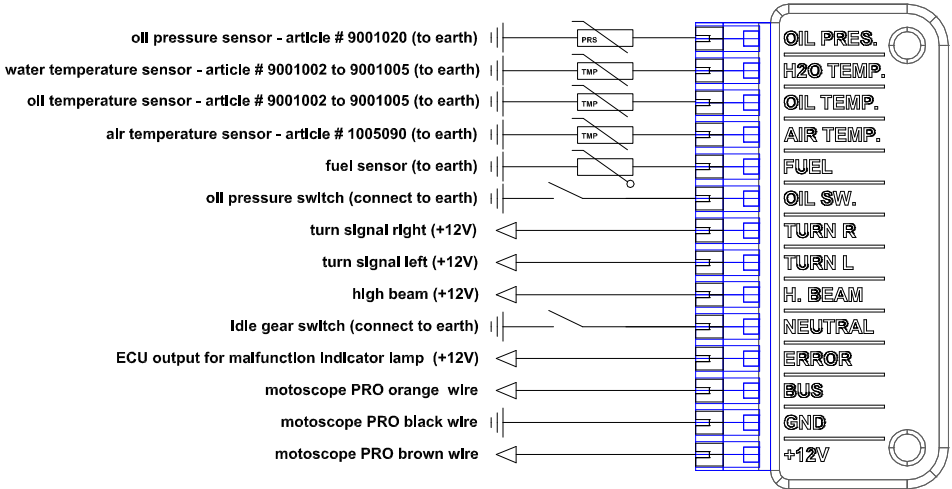 oil pressure sensor - article # 9001020 (to earth) PRS OIL PRES.
water temperature sensor - article # 9001002 to 9001005 (to earth) TMP H2O TEMP.
oil temperature sensor - article # 9001002 to 9001005 (to earth) TMP OIL TEMP.
air temperature sensor - article # 1005090 (to earth) TMP AIR TEMP.
fuel sensor (to earth) FUEL
oil pressure switch (connect to earth) OIL SW.
turn signal right (+12V) TURN R
turn signal left (+12V) TURN L
high beam (+12V) H. BEAM
Idle gear switch (connect to earth) NEUTRAL
ECU output for malfunction Indicator lamp (+12V) ERROR
motoscope PRO orange wire BUS
motoscope PRO black wire GND
motoscope PRO brown wire +12V